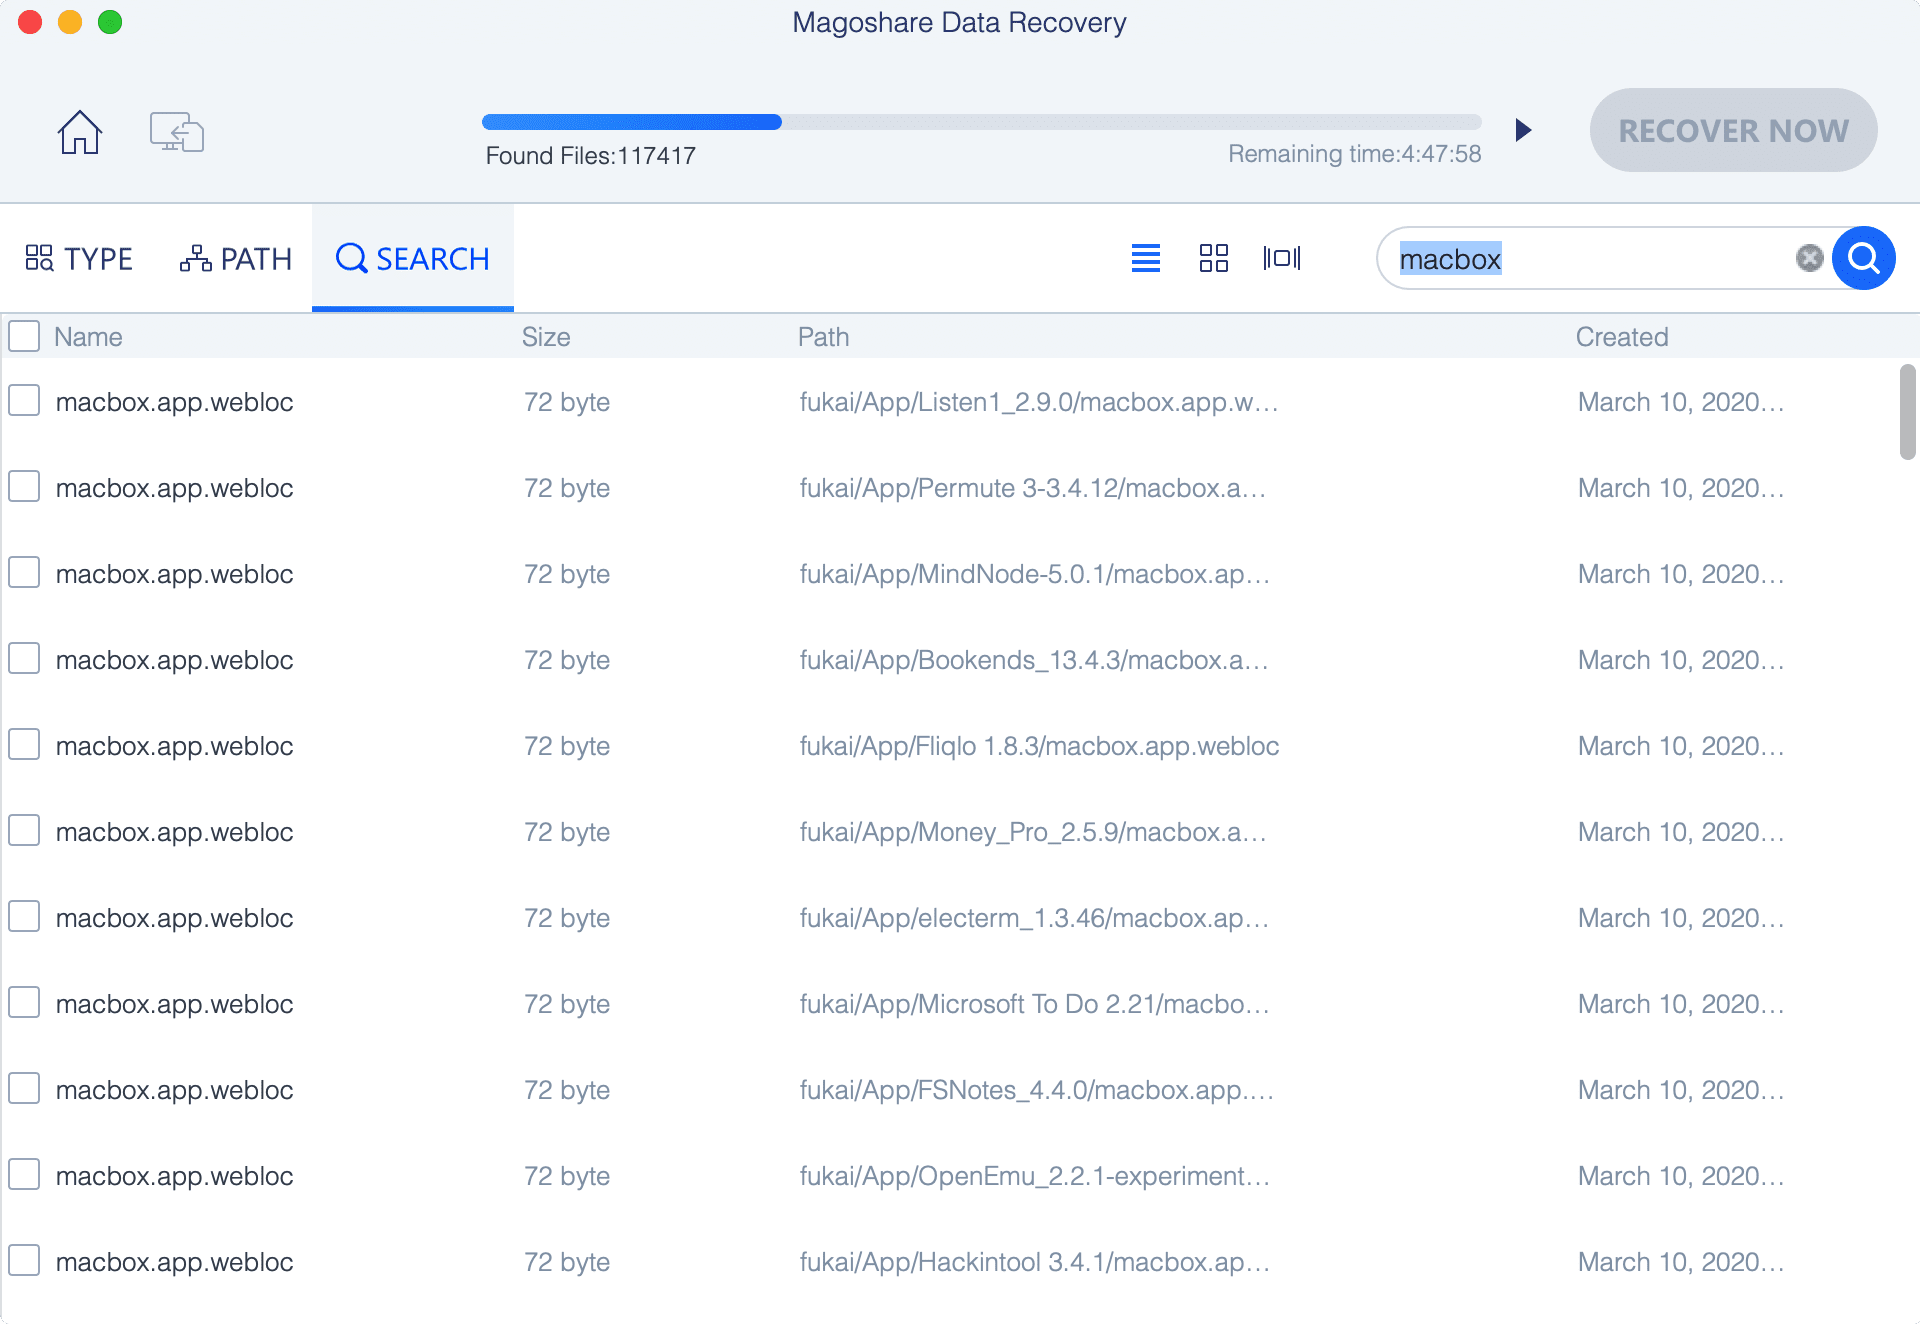 Magoshare Data Recovery
Found Files:117417
Remaining time:4:47:58
RECOVER NOW
TYPE
PATH
SEARCH
macbox
Name Size Path Created
macbox.app.webloc 72 byte fukai/App/Listen1_2.9.0/macbox.app.w… March 10, 2020…
macbox.app.webloc 72 byte fukai/App/Permute 3-3.4.12/macbox.a… March 10, 2020…
macbox.app.webloc 72 byte fukai/App/MindNode-5.0.1/macbox.ap… March 10, 2020…
macbox.app.webloc 72 byte fukai/App/Bookends_13.4.3/macbox.a… March 10, 2020…
macbox.app.webloc 72 byte fukai/App/Fliqlo 1.8.3/macbox.app.webloc March 10, 2020…
macbox.app.webloc 72 byte fukai/App/Money_Pro_2.5.9/macbox.a… March 10, 2020…
macbox.app.webloc 72 byte fukai/App/electerm_1.3.46/macbox.ap… March 10, 2020…
macbox.app.webloc 72 byte fukai/App/Microsoft To Do 2.21/macbo… March 10, 2020…
macbox.app.webloc 72 byte fukai/App/FSNotes_4.4.0/macbox.app.… March 10, 2020…
macbox.app.webloc 72 byte fukai/App/OpenEmu_2.2.1-experiment… March 10, 2020…
macbox.app.webloc 72 byte fukai/App/Hackintool 3.4.1/macbox.ap… March 10, 2020…